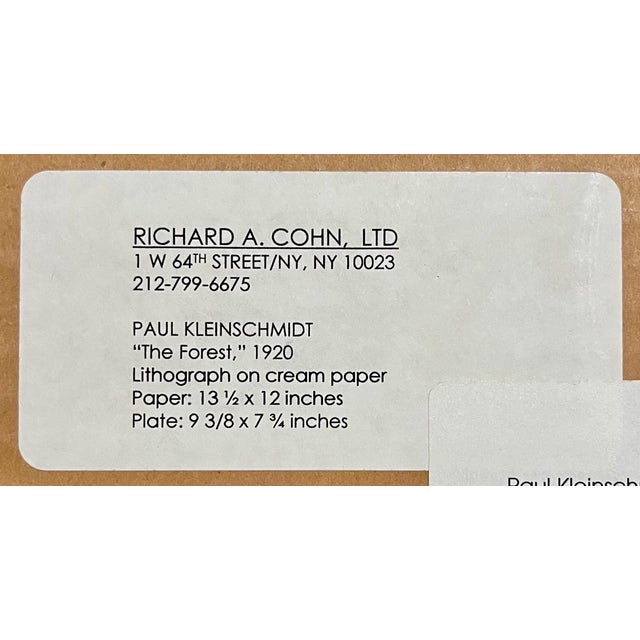 RICHARD A. COHN, LTD
1 W 64TH STREET/NY, NY 10023
212-799-6675
PAUL KLEINSCHMIDT
“The Forest,” 1920
Lithograph on cream paper
Paper: 13 ½ x 12 inches
Plate: 9 3/8 x 7 ¾ inches
Paul